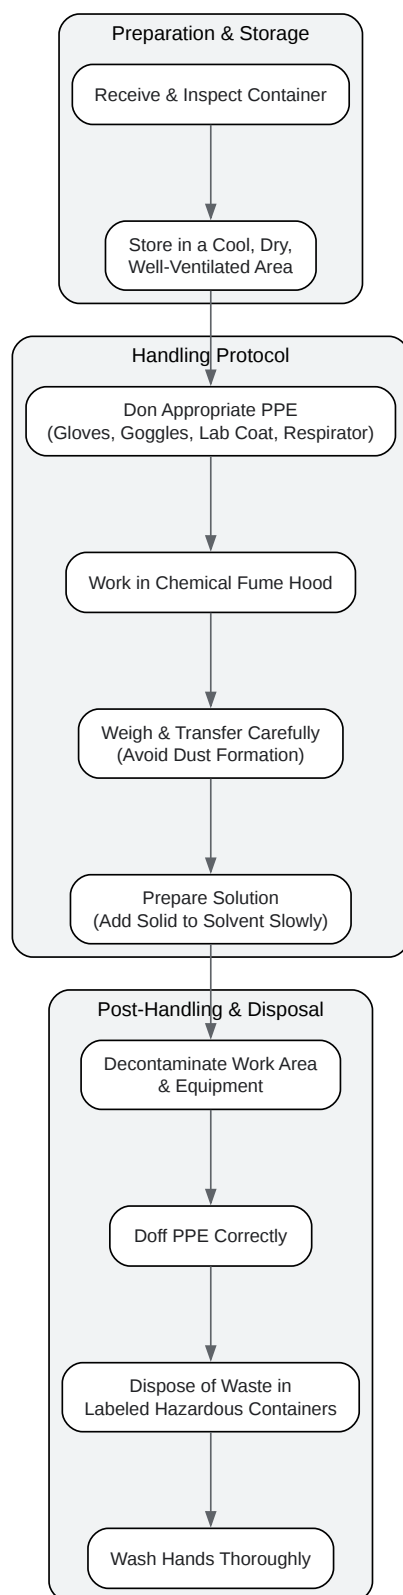 Preparation & Storage
Receive & Inspect Container
Store in a Cool, Dry,
Well-Ventilated Area
Handling Protocol
Don Appropriate PPE
(Gloves, Goggles, Lab Coat, Respirator)
Work in Chemical Fume Hood
Weigh & Transfer Carefully
(Avoid Dust Formation)
Prepare Solution
(Add Solid to Solvent Slowly)
Post-Handling & Disposal
Decontaminate Work Area
& Equipment
Doff PPE Correctly
Dispose of Waste in
Labeled Hazardous Containers
Wash Hands Thoroughly